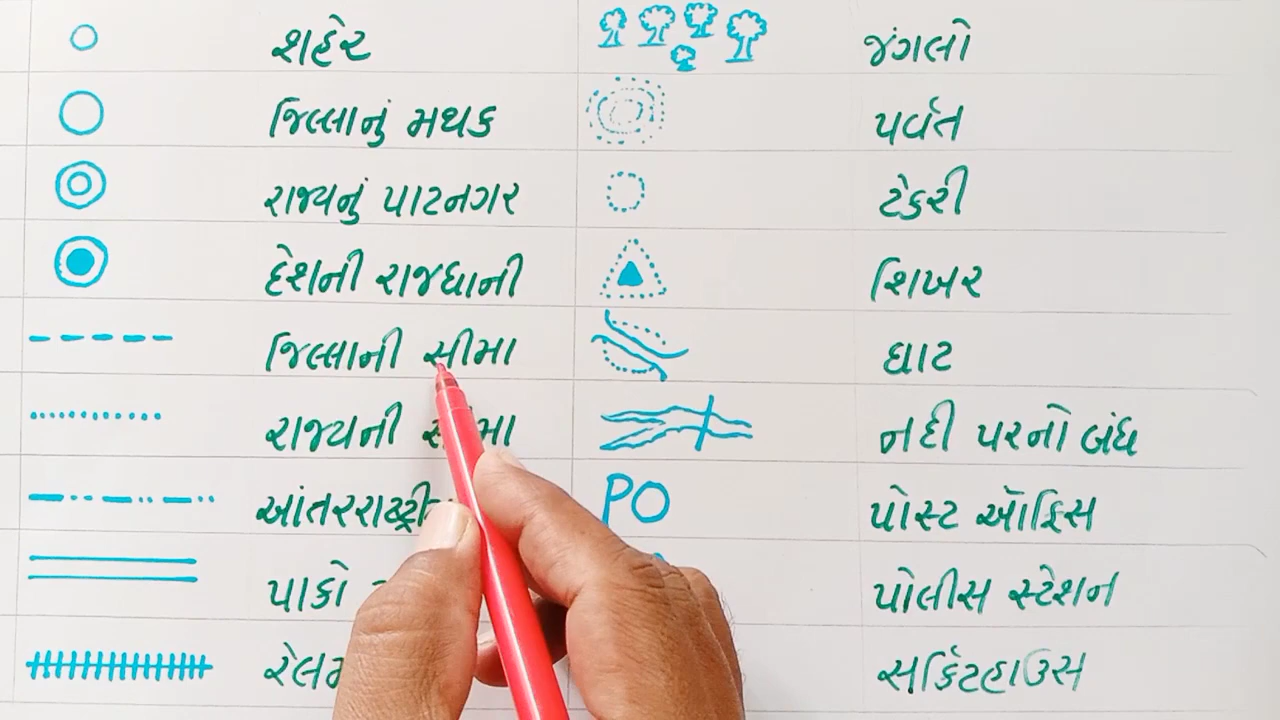 શહેર
જિલ્લાનું મથક
રાજ્યનું પાટનગર
દેશની રાજધાની
જિલ્લાની સીમા
રાજ્યની
પાકો
જંગલો
પર્વત
ટેકરી
શિખર
ઘાટ
નદી પરનો બંધ
PO પોસ્ટ ઑફિસ
પોલીસ સ્ટેશન
સર્કિટહાઉસ